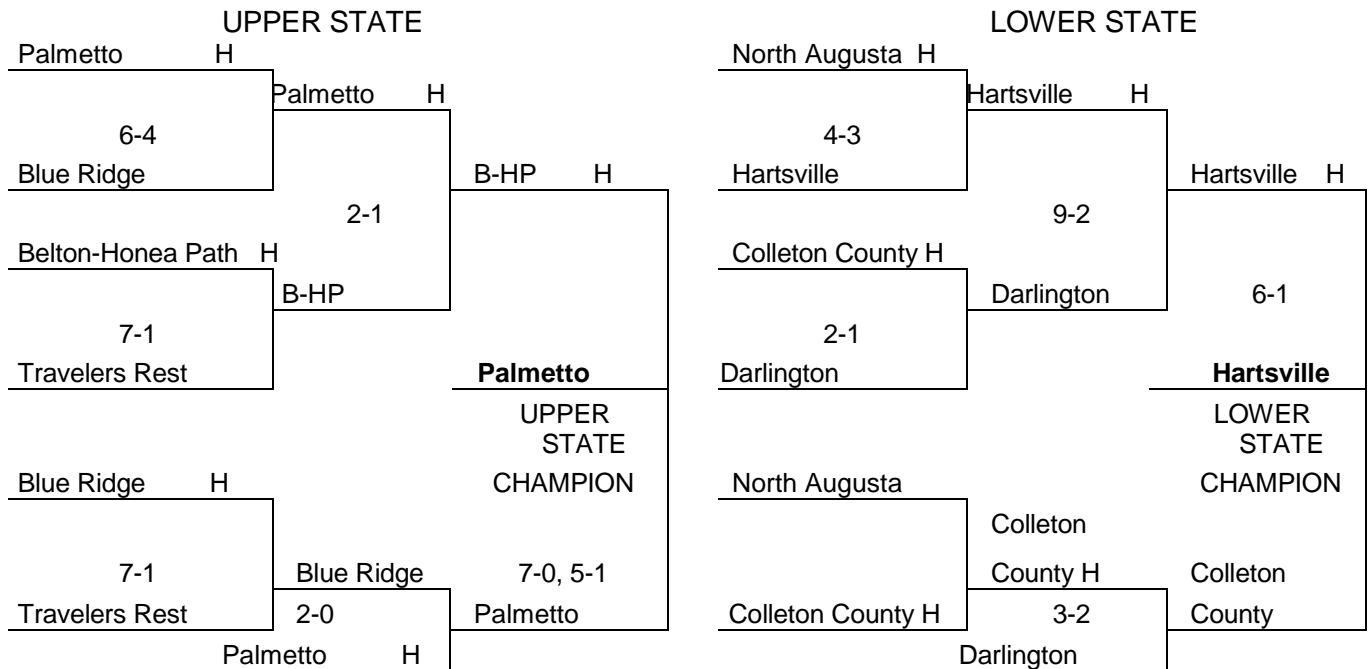 UPPER STATE
Palmetto H
Palmetto H
6-4
Blue Ridge
B-HP H
2-1
Belton-Honea Path H
B-HP
7-1
Travelers Rest
Palmetto
UPPER
STATE
CHAMPION
Blue Ridge H
7-1
Blue Ridge
7-0, 5-1
Travelers Rest
2-0
Palmetto
Palmetto H
LOWER STATE
North Augusta H
Hartsville H
4-3
Hartsville
Hartsville H
9-2
Colleton County H
Darlington
6-1
2-1
Darlington
Hartsville
LOWER
STATE
CHAMPION
North Augusta
Colleton
County H
Colleton
Colleton County H
3-2
County
Darlington